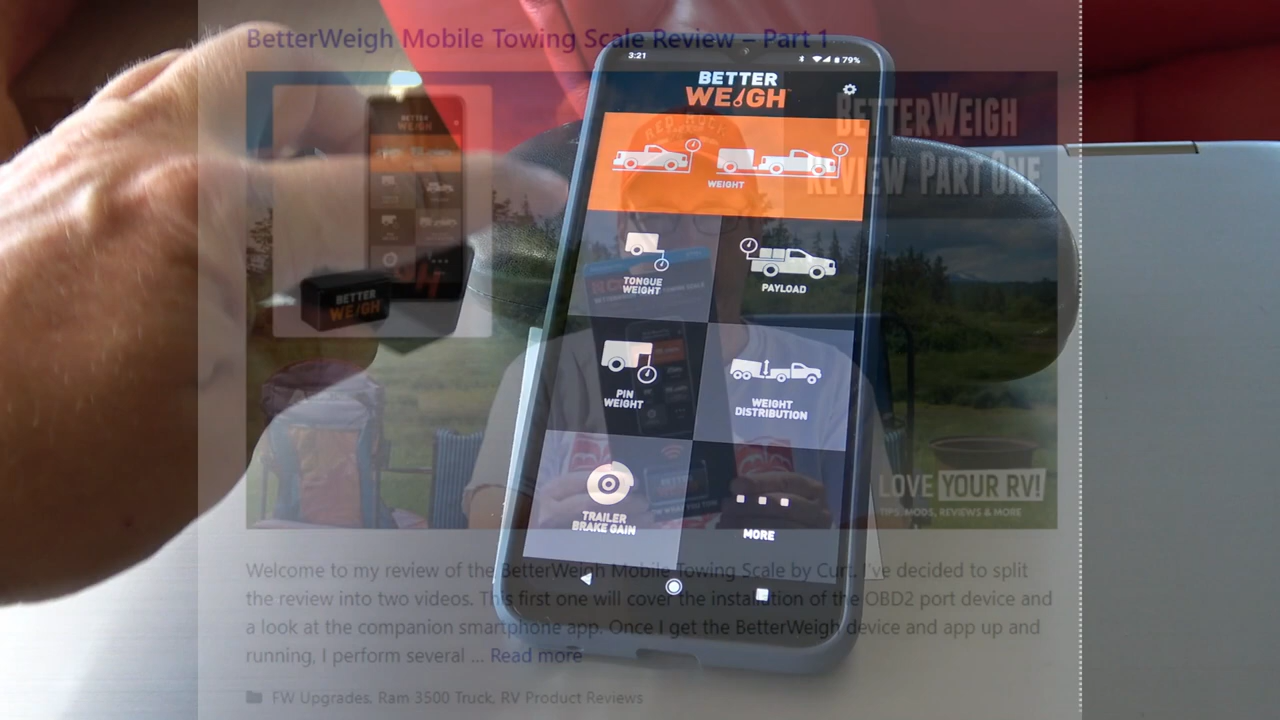 BetterWeigh Mobile Towing Scale Review – Part 1
3:21
79%
BETTER
WEIGH
WEIGHT
TONGUE
WEIGHT
PAYLOAD
PIN
WEIGHT
WEIGHT
DISTRIBUTION
TRAILER
BRAKE GAIN
MORE
BETTER
WEIGH
BETTER
WEIGH
BETTERWEIGH
REVIEW PART ONE
RED ROCK
LOVE YOUR RV!
TIPS, MODS, REVIEWS & MORE
Welcome to my review of the BetterWeigh Mobile Towing Scale by Curt. I've decided to split
the review into two videos. This first one will cover the installation of the OBD2 port device and
a look at the companion smartphone app. Once I get the BetterWeigh device and app up and
running, I perform several ... Read more
FW Upgrades, Ram 3500 Truck, RV Product Reviews